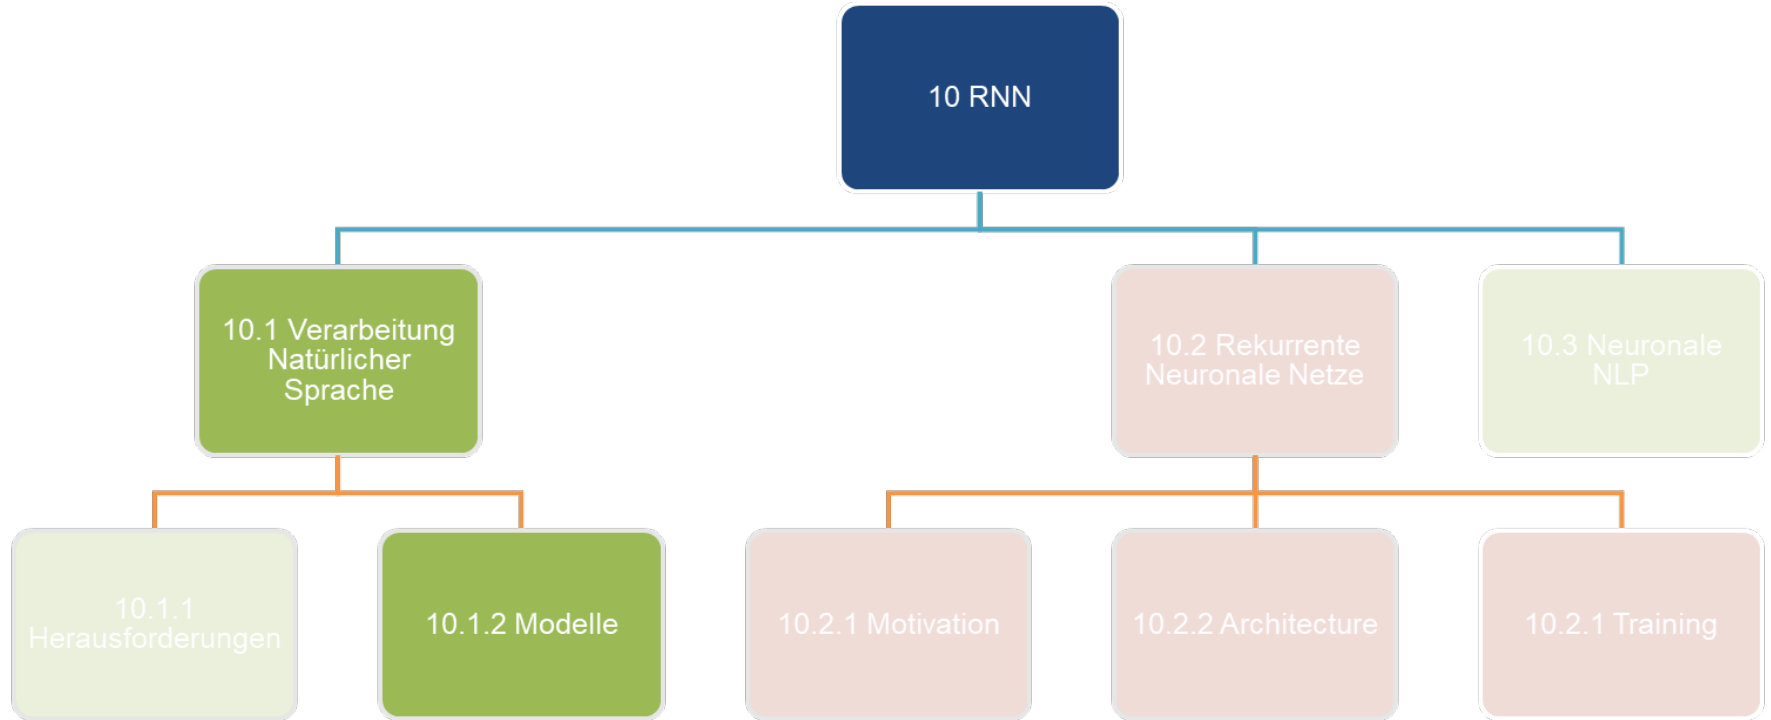 10 RNN
10.1 Verarbeitung
Natürlicher
Sprache
10.2 Rekurrente
Neuronale Netze
10.3 Neuronale
NLP
10.1.1
Herausforderungen
10.1.2 Modelle
10.2.1 Motivation
10.2.2 Architecture
10.2.1 Training